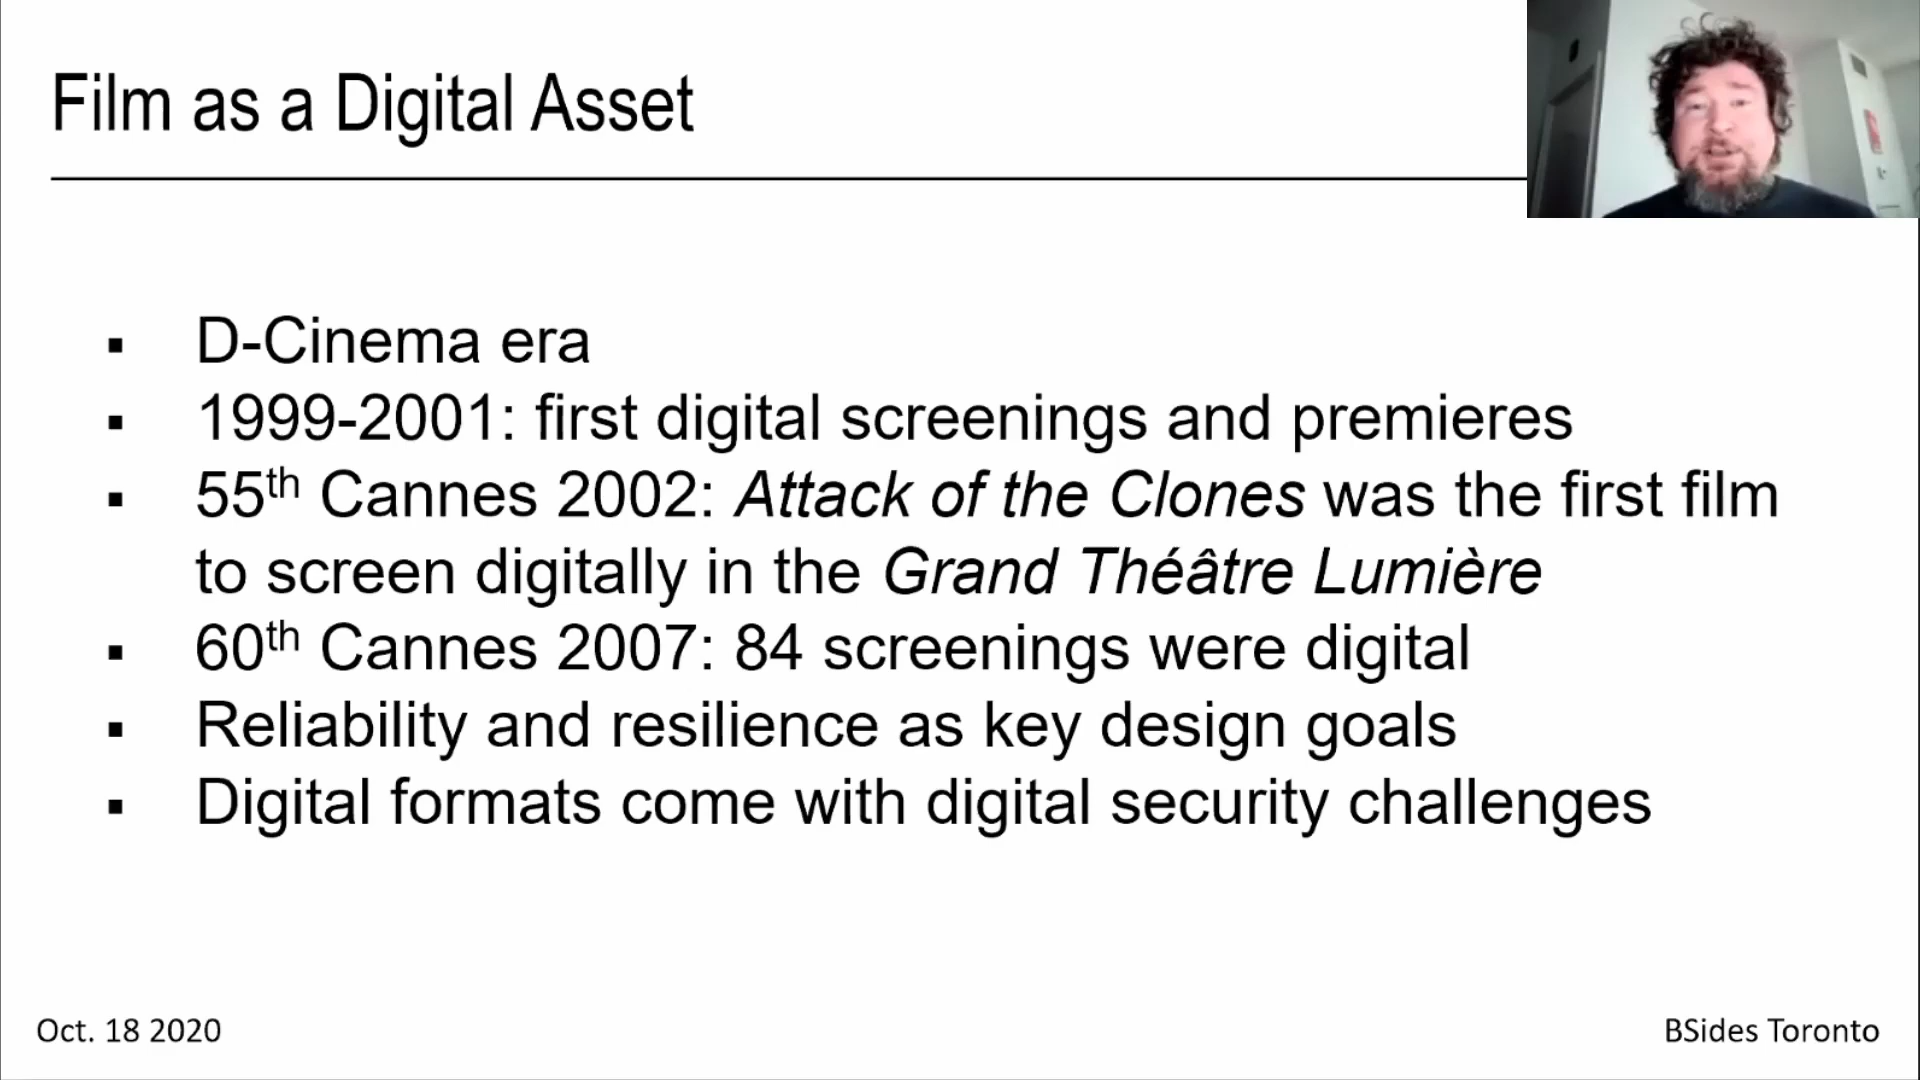 Film as a Digital Asset
▪ D-Cinema era
▪ 1999-2001: first digital screenings and premieres
▪ 55th Cannes 2002: Attack of the Clones was the first film
to screen digitally in the Grand Théâtre Lumière
▪ 60th Cannes 2007: 84 screenings were digital
▪ Reliability and resilience as key design goals
▪ Digital formats come with digital security challenges
Oct. 18 2020
BSides Toronto